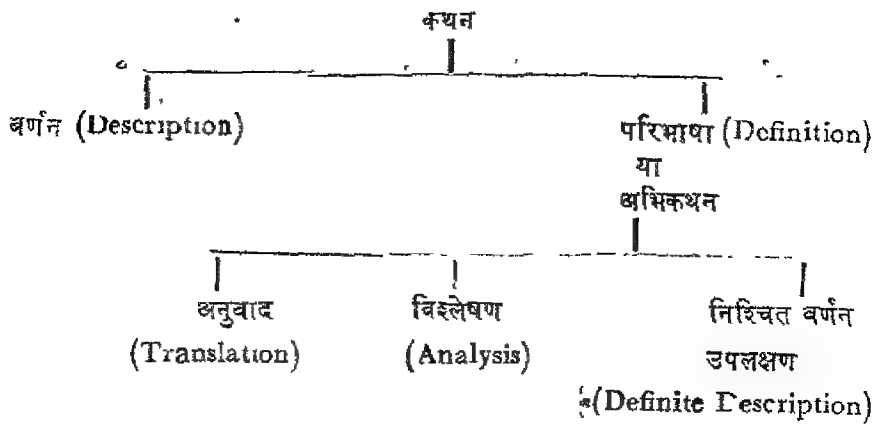 कथन
वर्णन (Description) परिभाषा (Definition)
या
अभिकथन
अनुवाद विश्लेषण निश्चित वर्णन
(Translation) (Analysis) उपलक्षण
(Definite Description)